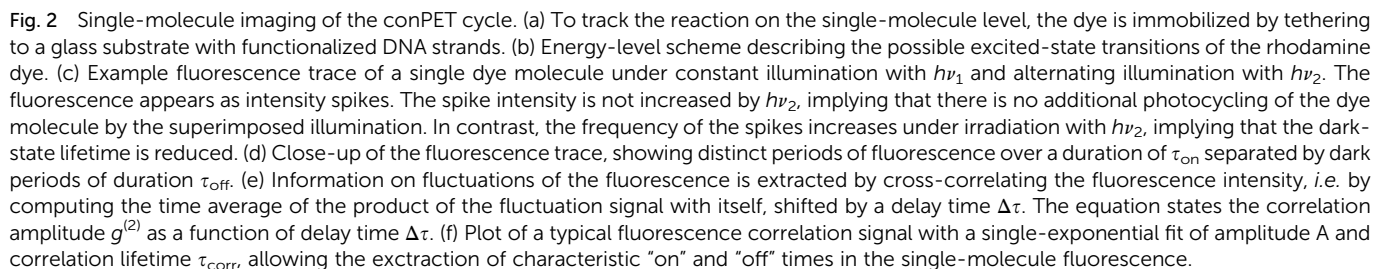 Fig. 2 Single-molecule imaging of the conPET cycle. (a) To track the reaction on the single-molecule level, the dye is immobilized by tethering
to a glass substrate with functionalized DNA strands. (b) Energy-level scheme describing the possible excited-state transitions of the rhodamine
dye. (c) Example fluorescence trace of a single dye molecule under constant illumination with hν₁ and alternating illumination with hν₂. The
fluorescence appears as intensity spikes. The spike intensity is not increased by hν₂, implying that there is no additional photocycling of the dye
molecule by the superimposed illumination. In contrast, the frequency of the spikes increases under irradiation with hν₂, implying that the dark-
state lifetime is reduced. (d) Close-up of the fluorescence trace, showing distinct periods of fluorescence over a duration of τon separated by dark
periods of duration τoff. (e) Information on fluctuations of the fluorescence is extracted by cross-correlating the fluorescence intensity, i.e. by
computing the time average of the product of the fluctuation signal with itself, shifted by a delay time Δτ. The equation states the correlation
amplitude g⁽²⁾ as a function of delay time Δτ. (f) Plot of a typical fluorescence correlation signal with a single-exponential fit of amplitude A and
correlation lifetime τcorr, allowing the exctraction of characteristic "on" and "off" times in the single-molecule fluorescence.